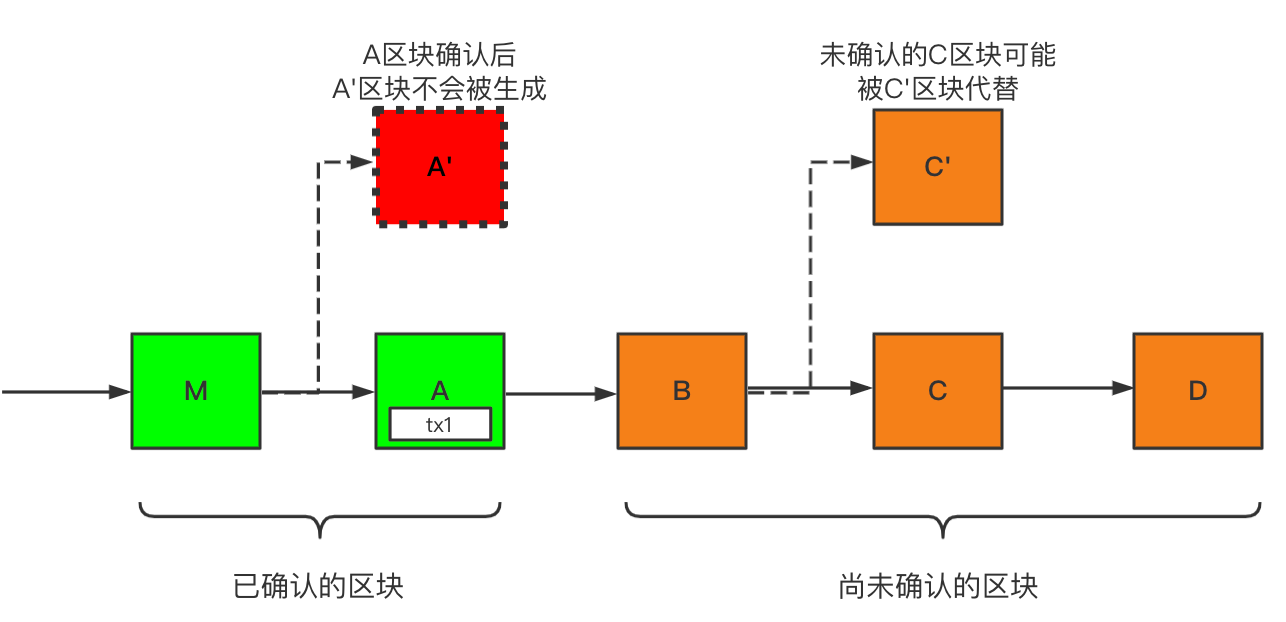 A区块确认后
A'区块不会被生成
未确认的C区块可能
被C'区块代替
A'
C'
M
A
tx1
B
C
D
已确认的区块
尚未确认的区块